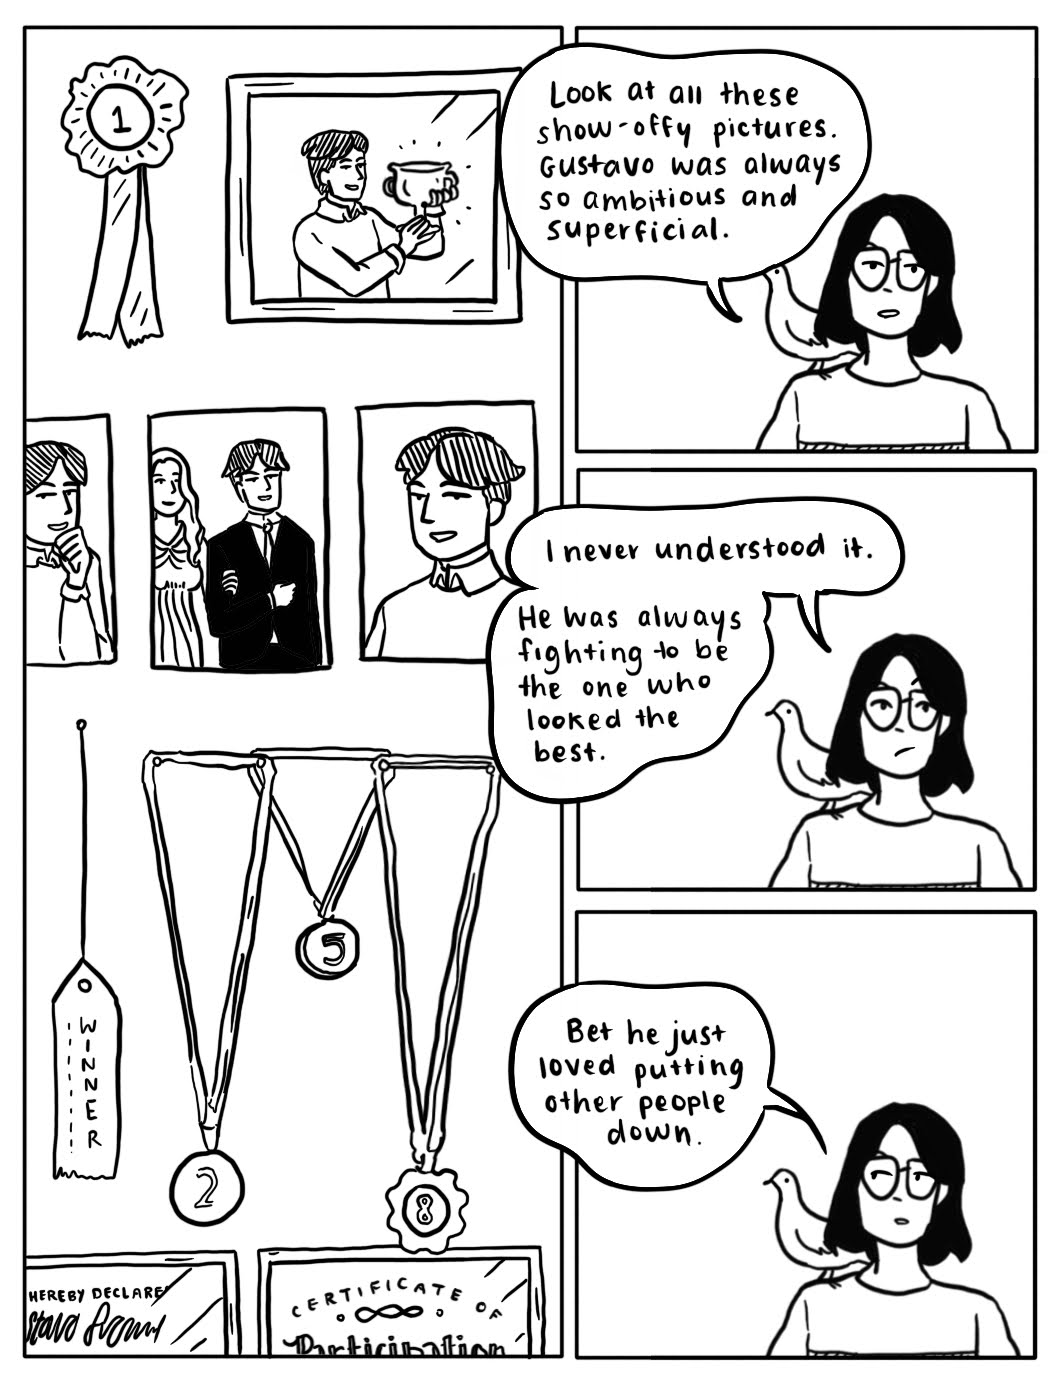 1
Look at all these
show-offy pictures.
Gustavo was always
so ambitious and
superficial.
I never understood it.
He was always
fighting to be
the one who
looked the
best.
5
WINNER
2
8
HEREBY DECLARE
CERTIFICATE OF
Participation
Bet he just
loved putting
other people
down.